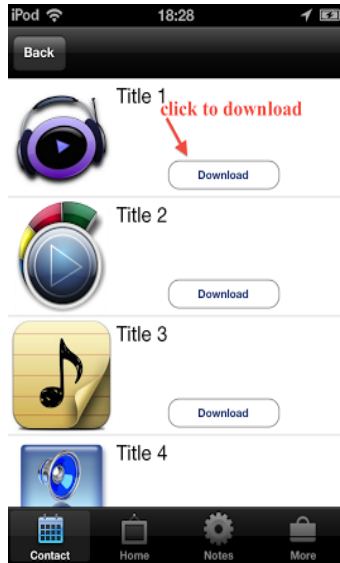 iPod 18:28
Back
Title 1
click to download
Download
Title 2
Download
Title 3
Download
Title 4
Contact Home Notes More